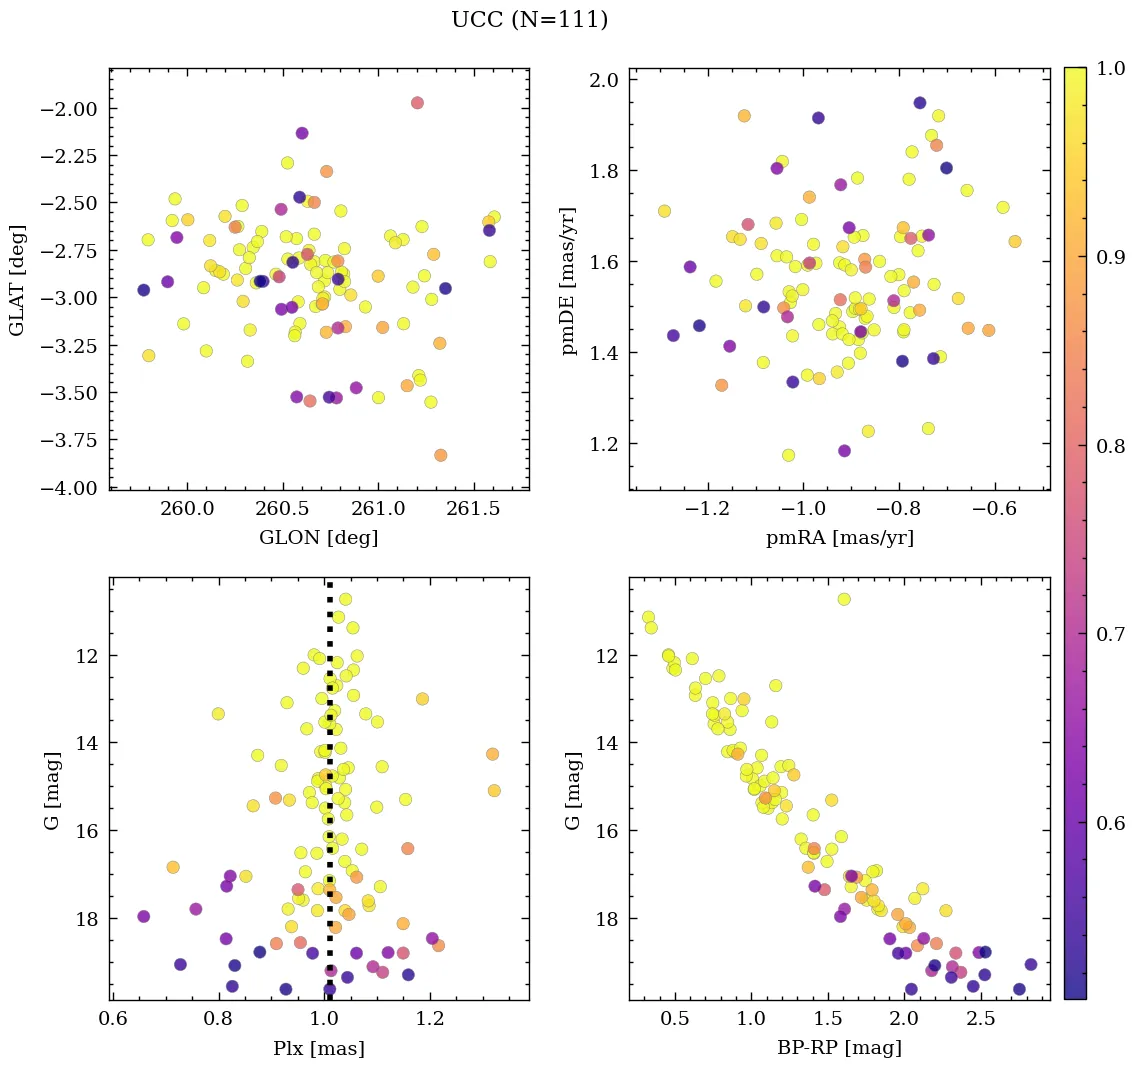 UCC (N=111)
−2.00
−2.25
−2.50
−2.75
−3.00
−3.25
−3.50
−3.75
−4.00
GLAT [deg]
260.0 260.5 261.0 261.5
GLON [deg]
2.0
1.8
1.6
1.4
1.2
pmDE [mas/yr]
−1.2 −1.0 −0.8 −0.6
pmRA [mas/yr]
1.0
0.9
0.8
0.7
0.6
12
14
16
18
G [mag]
0.6 0.8 1.0 1.2
Plx [mas]
12
14
16
18
G [mag]
0.5 1.0 1.5 2.0 2.5
BP-RP [mag]